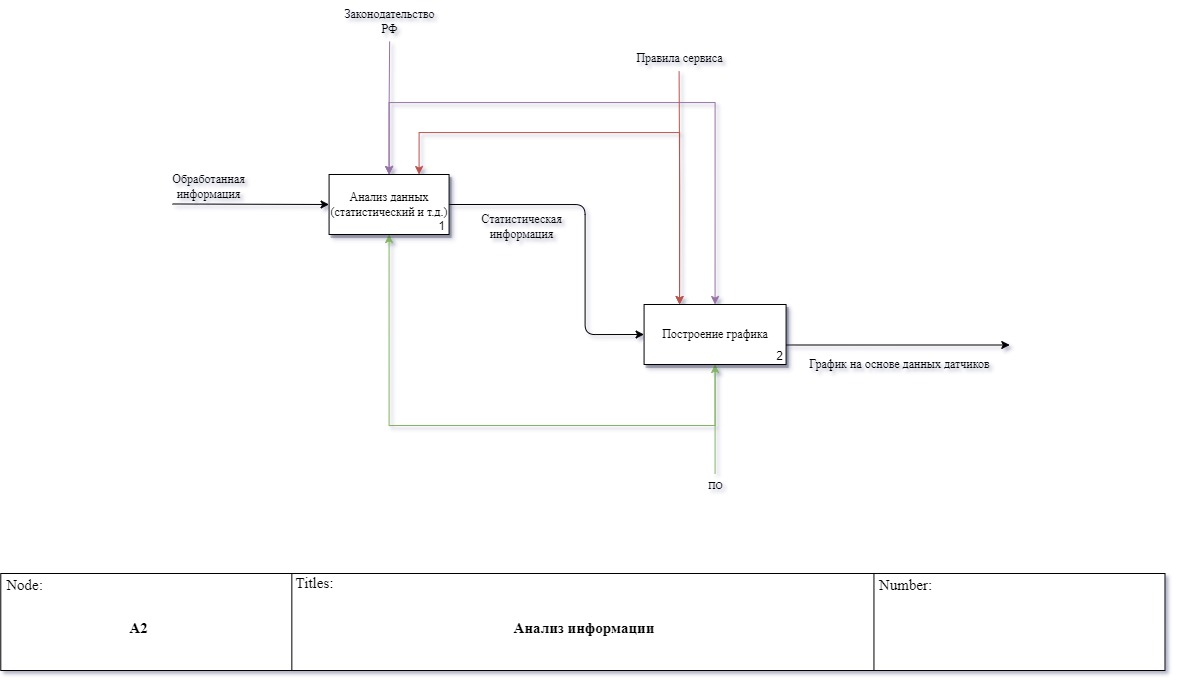 Законодательство
РФ
Правила сервиса
Обработанная
информация
Анализ данных
(статистический и т.д.)
1
Статистическая
информация
Построение графика
2
График на основе данных датчиков
ПО
Node:
A2
Titles:
Анализ информации
Number: